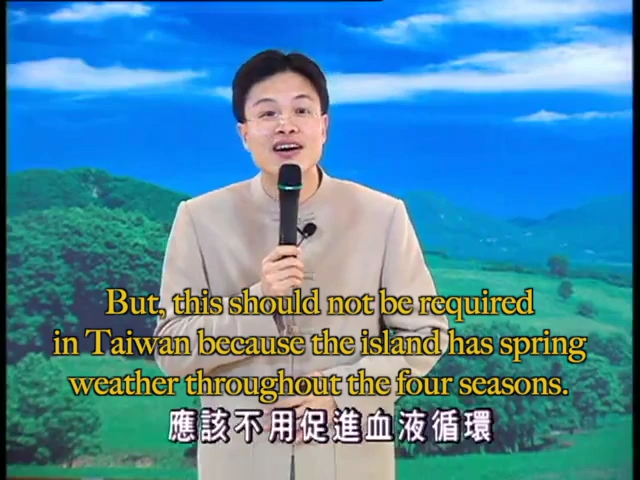 But, this should not be required
in Taiwan because the island has spring
weather throughout the four seasons.
應該不用促進血液循環